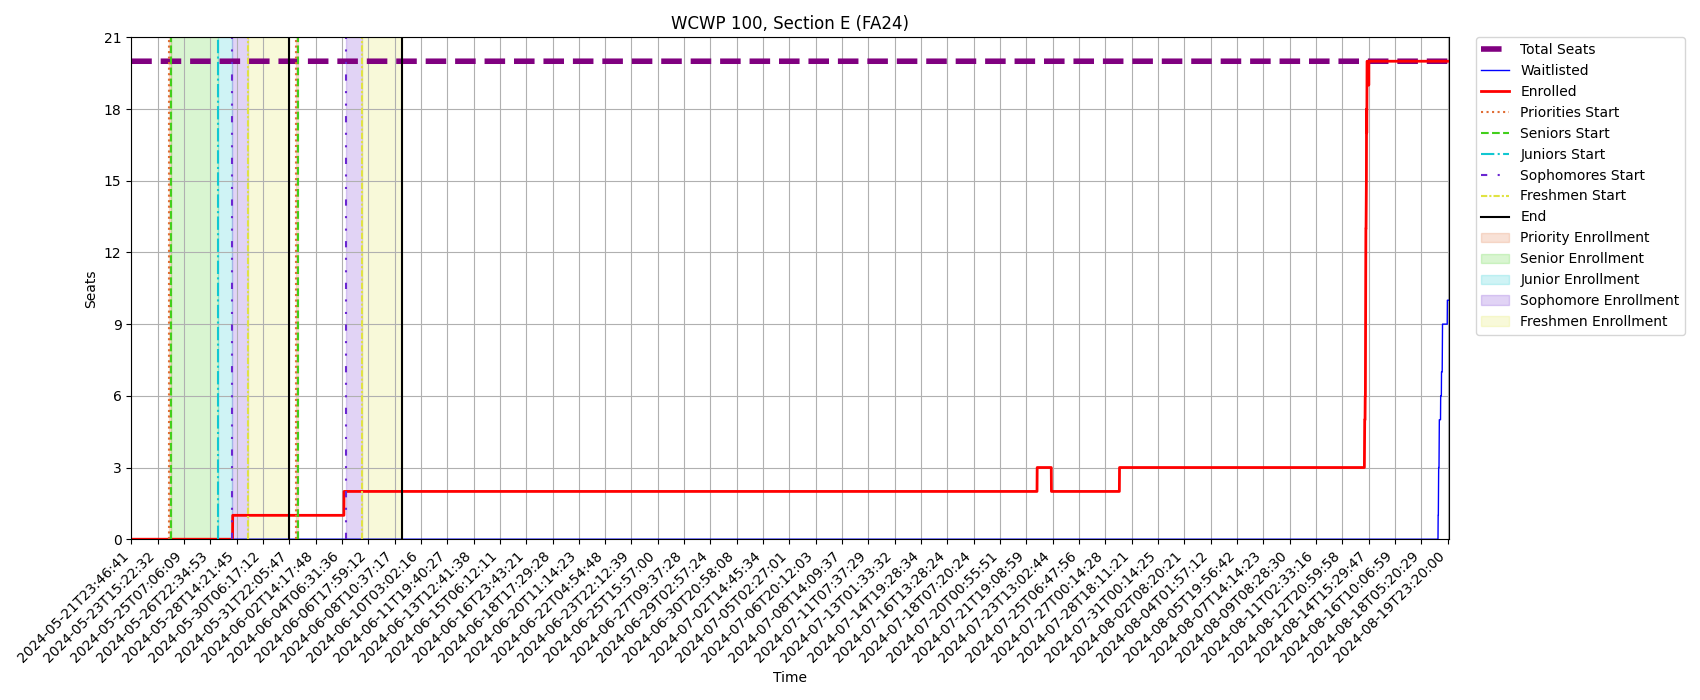 WCWP 100, Section E (FA24)
21
18
15
12
9
6
3
0
Seats
2024-05-21T23:46:41
2024-05-23T15:22:32
2024-05-25T07:06:09
2024-05-26T22:34:53
2024-05-28T14:21:45
2024-05-30T06:17:12
2024-05-31T22:05:47
2024-06-02T14:17:48
2024-06-04T06:31:36
2024-06-06T17:59:12
2024-06-08T10:37:17
2024-06-10T03:02:16
2024-06-11T19:40:27
2024-06-13T12:41:38
2024-06-15T06:12:11
2024-06-16T23:43:21
2024-06-18T17:29:28
2024-06-20T11:14:23
2024-06-22T04:54:48
2024-06-23T22:12:39
2024-06-25T15:57:00
2024-06-27T09:37:28
2024-06-29T02:57:24
2024-06-30T20:58:08
2024-07-02T14:45:34
2024-07-05T02:27:01
2024-07-06T20:12:03
2024-07-08T14:09:37
2024-07-11T07:37:29
2024-07-13T01:33:32
2024-07-14T19:28:34
2024-07-16T13:28:24
2024-07-18T07:20:24
2024-07-20T00:55:51
2024-07-21T19:08:59
2024-07-23T13:02:44
2024-07-25T06:47:56
2024-07-27T00:14:28
2024-07-28T18:11:21
2024-07-31T00:14:25
2024-08-02T08:20:21
2024-08-04T01:57:12
2024-08-05T19:56:42
2024-08-07T14:14:23
2024-08-09T08:28:30
2024-08-11T02:33:16
2024-08-12T20:59:58
2024-08-14T15:29:47
2024-08-16T10:06:59
2024-08-18T05:20:29
2024-08-19T23:20:00
Time
Total Seats
Waitlisted
Enrolled
Priorities Start
Seniors Start
Juniors Start
Sophomores Start
Freshmen Start
End
Priority Enrollment
Senior Enrollment
Junior Enrollment
Sophomore Enrollment
Freshmen Enrollment